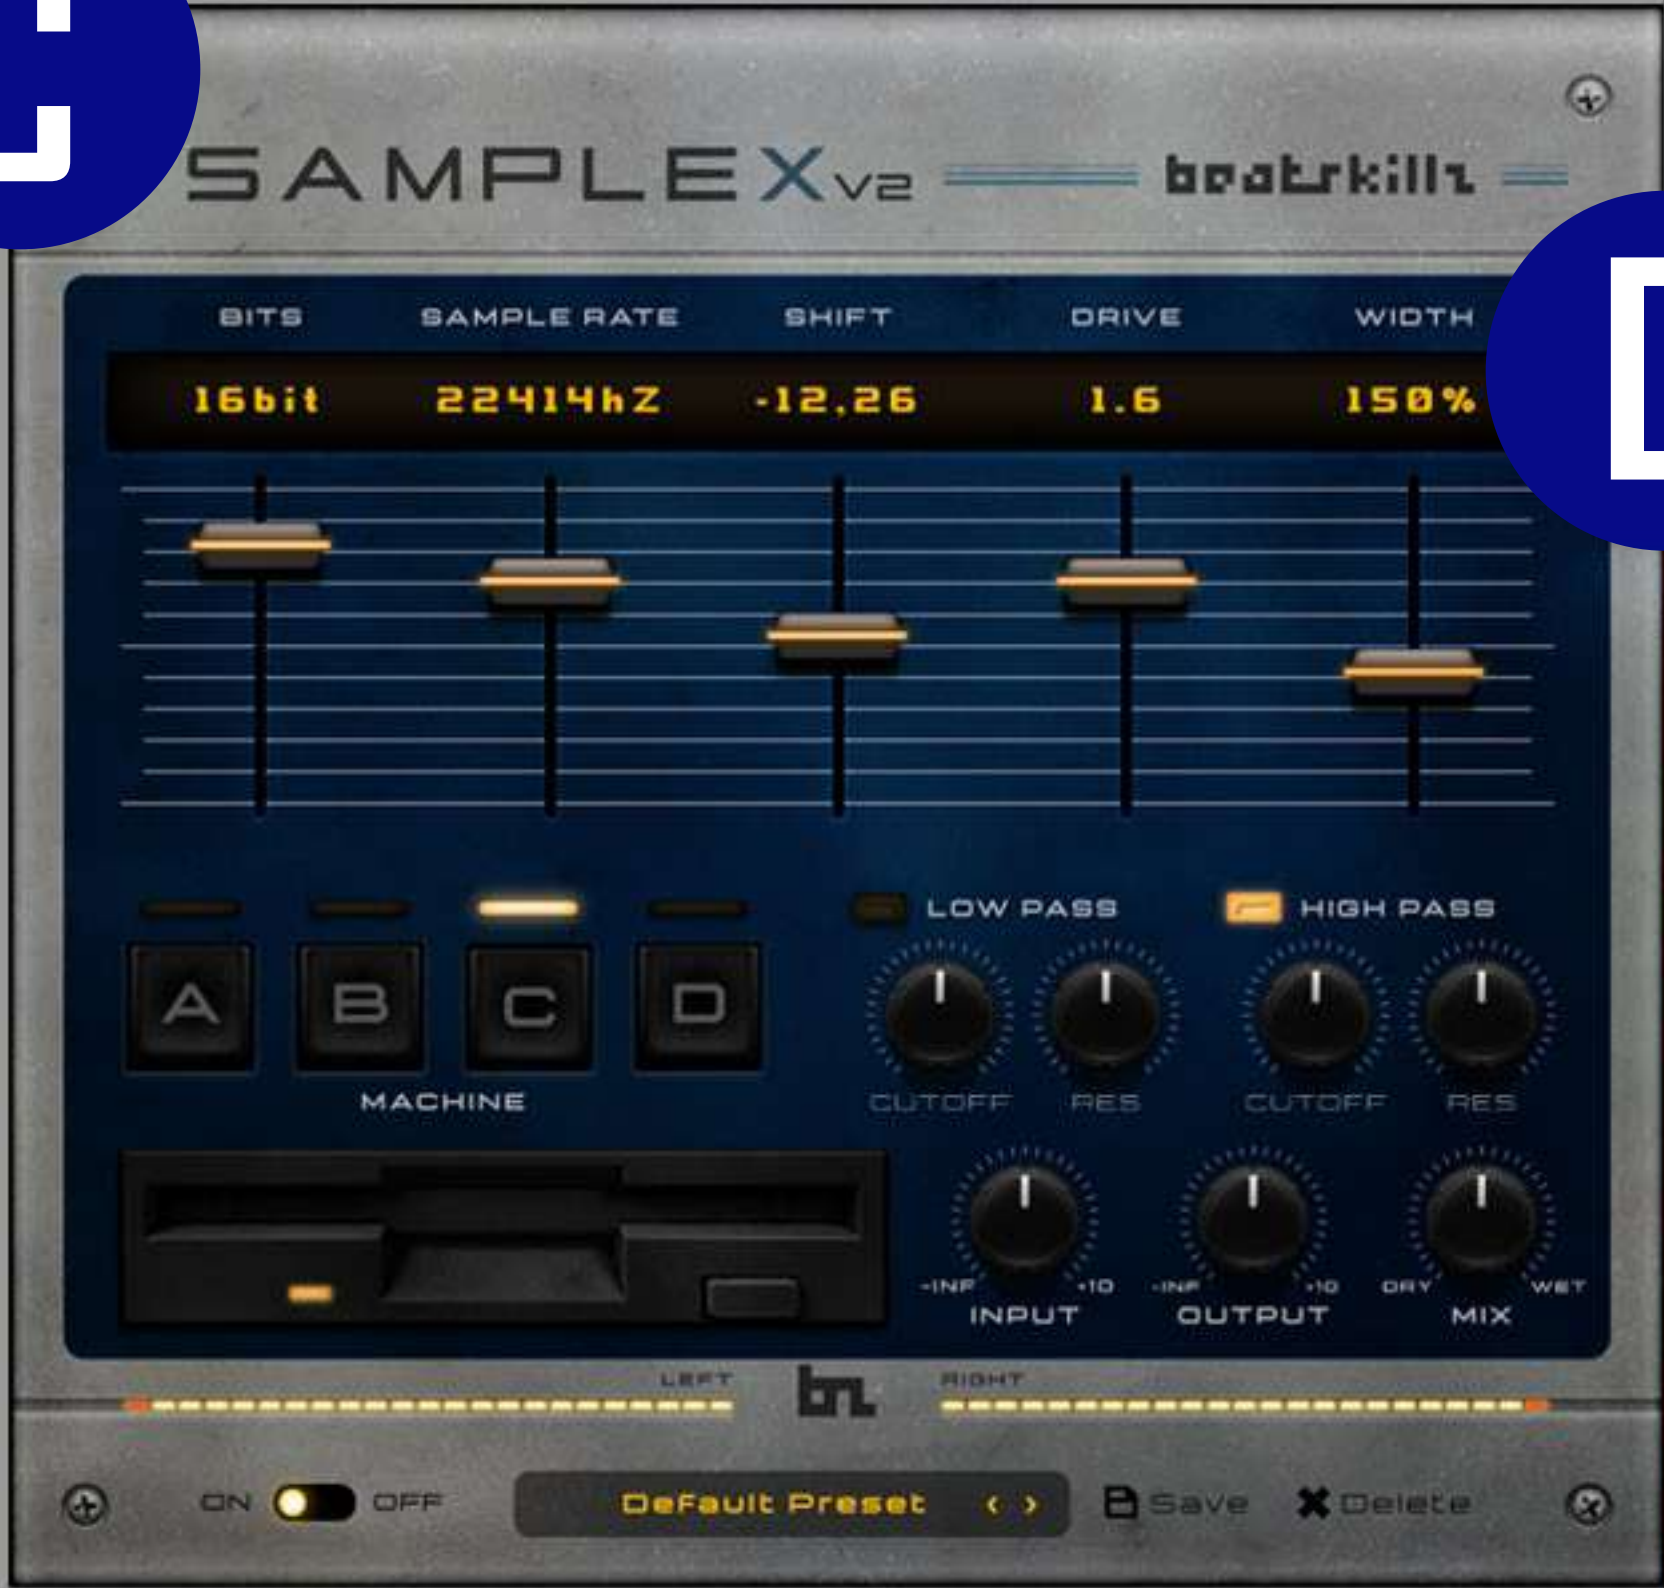 SAMPLEX V2 beatskillz
BITS SAMPLE RATE SHIFT DRIVE WIDTH
16bit 22414hZ -12,26 1.6 150%
LOW PASS HIGH PASS
A B C D
MACHINE
CUTOFF RES CUTOFF RES
-INF +10 -INF +10 DRY WET
INPUT OUTPUT MIX
LEFT RIGHT
ON OFF Default Preset < > Save Delete